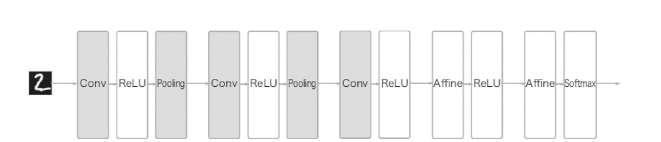 2 Conv ReLU Pooling Conv ReLU Pooling Conv ReLU Affine ReLU Affine Softmax